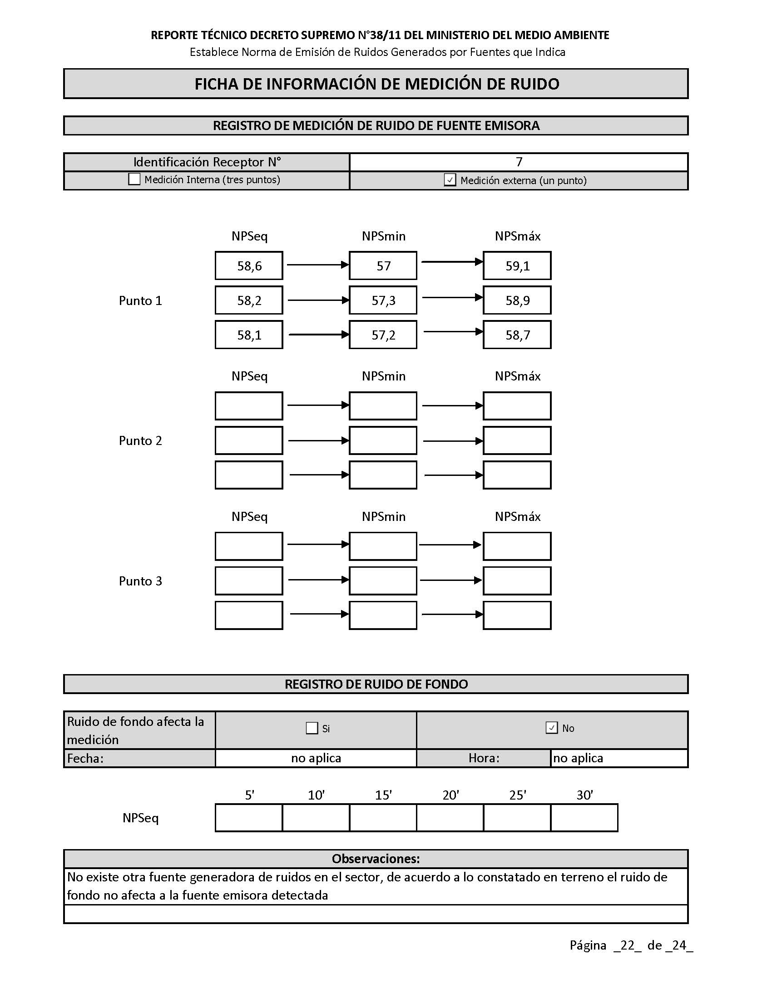 REPORTE TÉCNICO DECRETO SUPREMO N°38/11 DEL MINISTERIO DEL MEDIO AMBIENTE
Establece Norma de Emisión de Ruidos Generados por Fuentes que Indica
FICHA DE INFORMACIÓN DE MEDICIÓN DE RUIDO
REGISTRO DE MEDICIÓN DE RUIDO DE FUENTE EMISORA
Identificación Receptor N° 7
Medición Interna (tres puntos) Medición externa (un punto)
NPSeq NPSmin NPSmáx
58,6 57 59,1
Punto 1 58,2 57,3 58,9
58,1 57,2 58,7
NPSeq NPSmin NPSmáx
Punto 2
NPSeq NPSmin NPSmáx
Punto 3
REGISTRO DE RUIDO DE FONDO
Ruido de fondo afecta la
medición
Si No
Fecha: no aplica Hora: no aplica
5' 10' 15' 20' 25' 30'
NPSeq
Observaciones:
No existe otra fuente generadora de ruidos en el sector, de acuerdo a lo constatado en terreno el ruido de
fondo no afecta a la fuente emisora detectada
Página _22_ de _24_